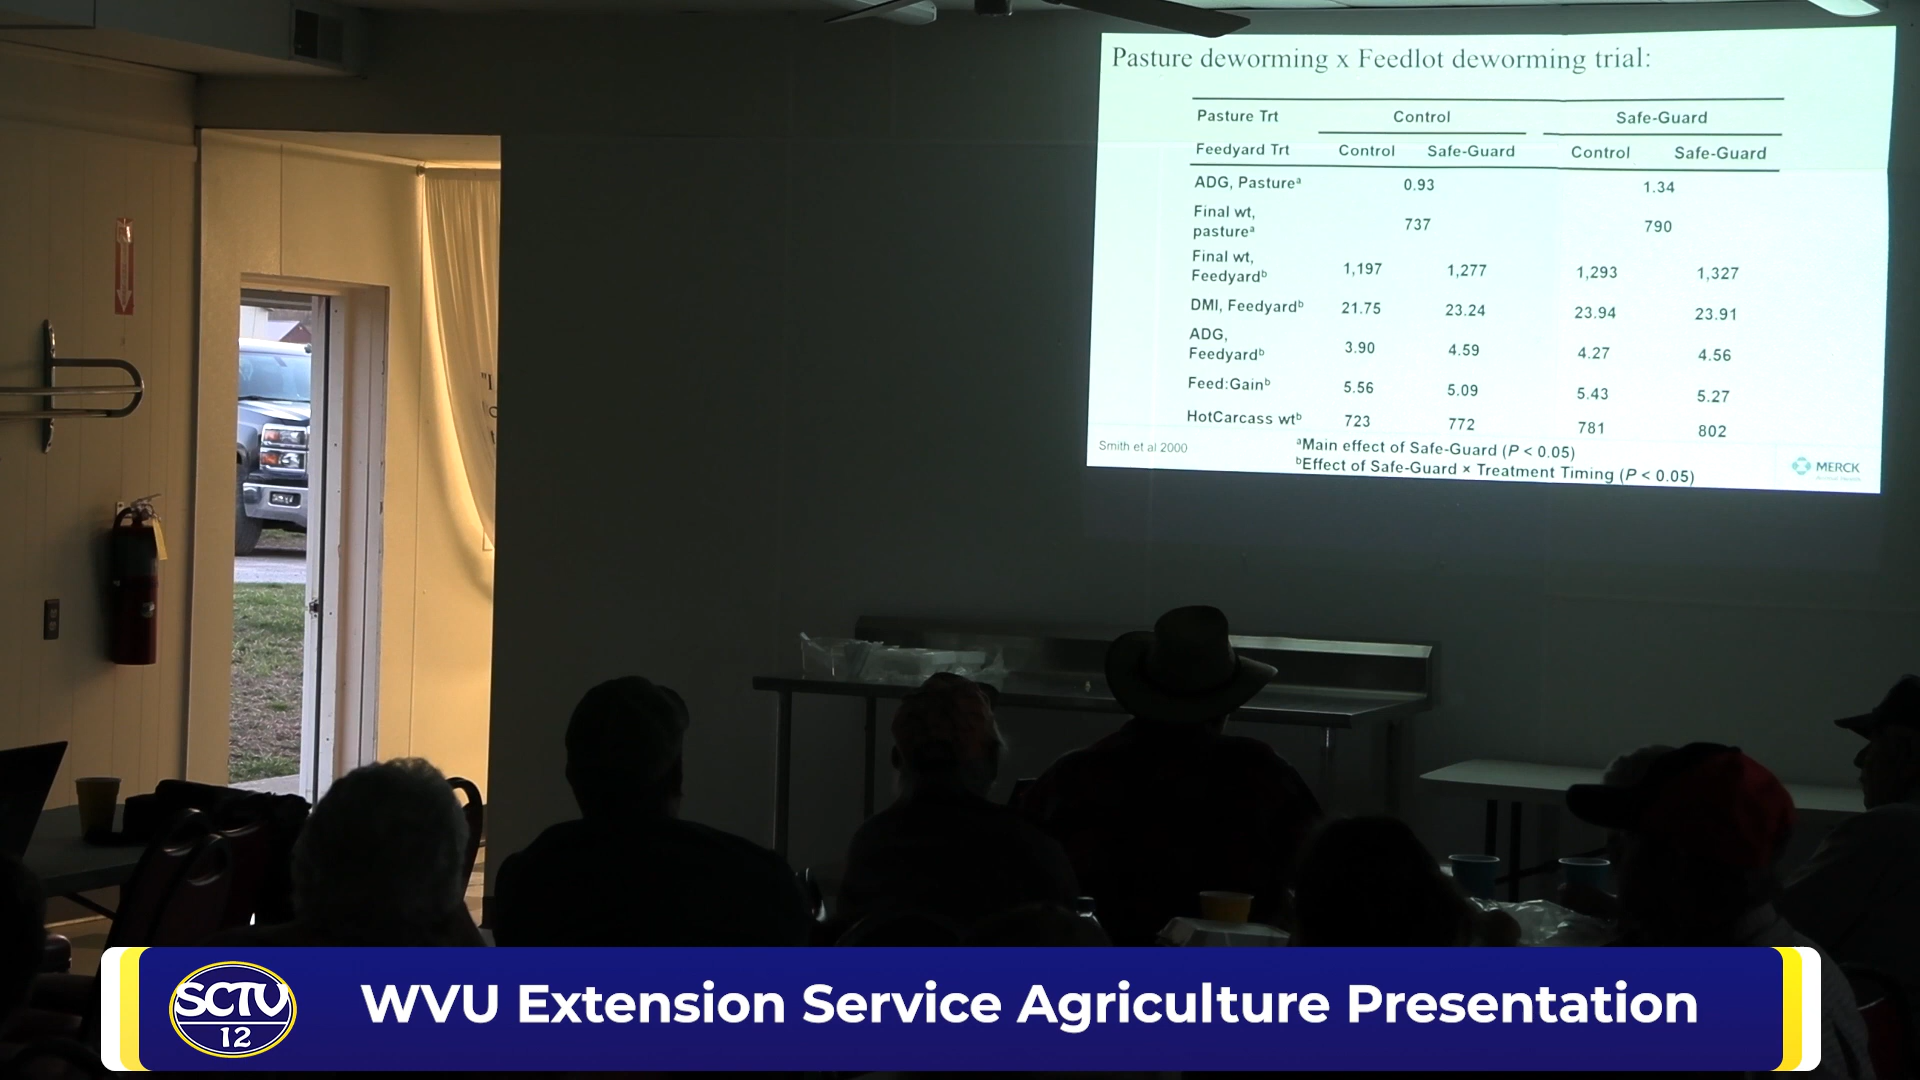 Pasture deworming x Feedlot deworming trial:
Pasture Trt Control Safe-Guard
Feedyard Trt Control Safe-Guard Control Safe-Guard
ADG, Pastureᵃ 0.93 1.34
Final wt,
pastureᵃ 737 790
Final wt,
Feedyardᵇ 1,197 1,277 1,293 1,327
DMI, Feedyardᵇ 21.75 23.24 23.94 23.91
ADG,
Feedyardᵇ 3.90 4.59 4.27 4.56
Feed:Gainᵇ 5.56 5.09 5.43 5.27
HotCarcass wtᵇ 723 772 781 802
Smith et al 2000
ᵃMain effect of Safe-Guard (P < 0.05)
ᵇEffect of Safe-Guard × Treatment Timing (P < 0.05)
MERCK
Animal Health
SCTV
12
WVU Extension Service Agriculture Presentation